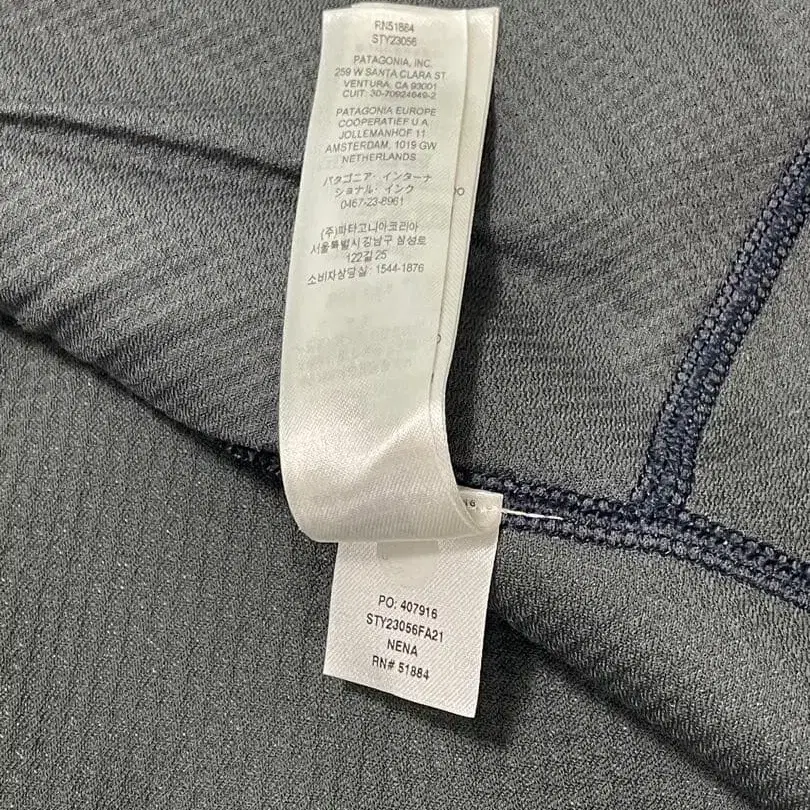 RN51884
STY23056
PATAGONIA, INC.
259 W SANTA CLARA ST
VENTURA, CA 93001
CUIT: 30-70924649-2
PATAGONIA EUROPE
COÖPERATIEF U.A.
JOLLEMANHOF 11
AMSTERDAM, 1019 GW
NETHERLANDS
パタゴニア・インターナ
ショナル・インク
0467-23-8961
(주)파타고니아코리아
서울특별시 강남구 삼성로
122길 25
소비자상담실 : 1544-1876
PO: 407916
STY23056FA21
NENA
RN# 51884